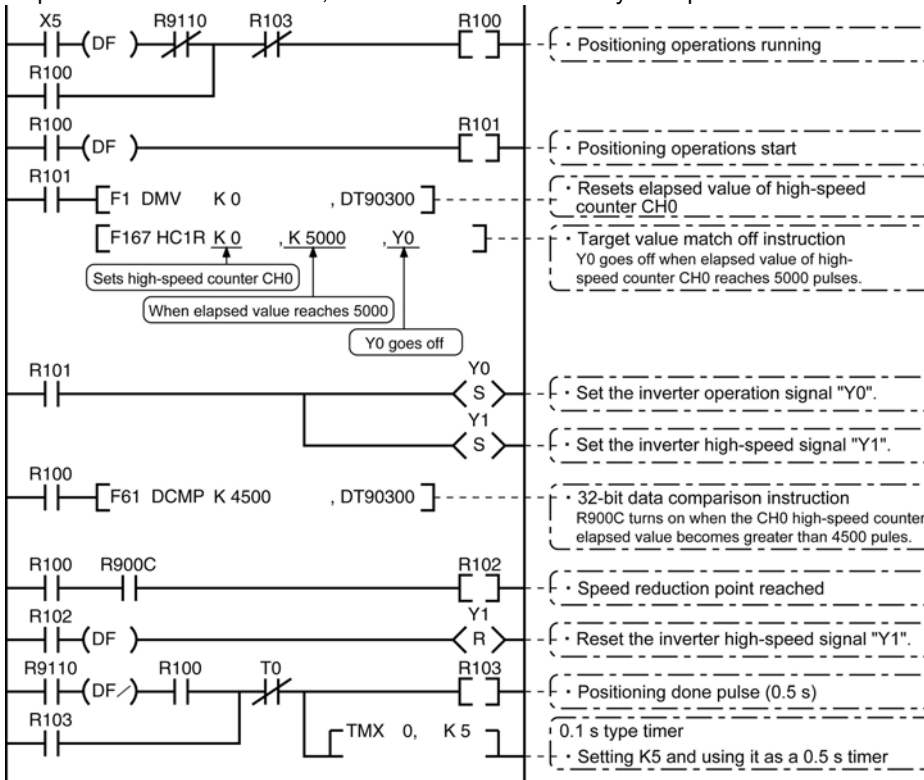 X5 R9110 R103 R100
(DF )
· Positioning operations running
R100
R100 R101
(DF )
· Positioning operations start
R101
F1 DMV K 0 , DT90300
· Resets elapsed value of high-speed
counter CH0
F167 HC1R K 0 , K 5000 , Y0
· Target value match off instruction
Y0 goes off when elapsed value of high-
speed counter CH0 reaches 5000 pulses.
Sets high-speed counter CH0
When elapsed value reaches 5000
Y0 goes off
R101 Y0
S
· Set the inverter operation signal "Y0".
Y1
S
· Set the inverter high-speed signal "Y1".
R100
F61 DCMP K 4500 , DT90300
· 32-bit data comparison instruction
R900C turns on when the CH0 high-speed counter
elapsed value becomes greater than 4500 pules.
R100 R900C R102
· Speed reduction point reached
R102 Y1
(DF ) R
· Reset the inverter high-speed signal "Y1".
R9110 R100 T0 R103
(DF/)
· Positioning done pulse (0.5 s)
R103
TMX 0, K 5
0.1 s type timer
· Setting K5 and using it as a 0.5 s timer